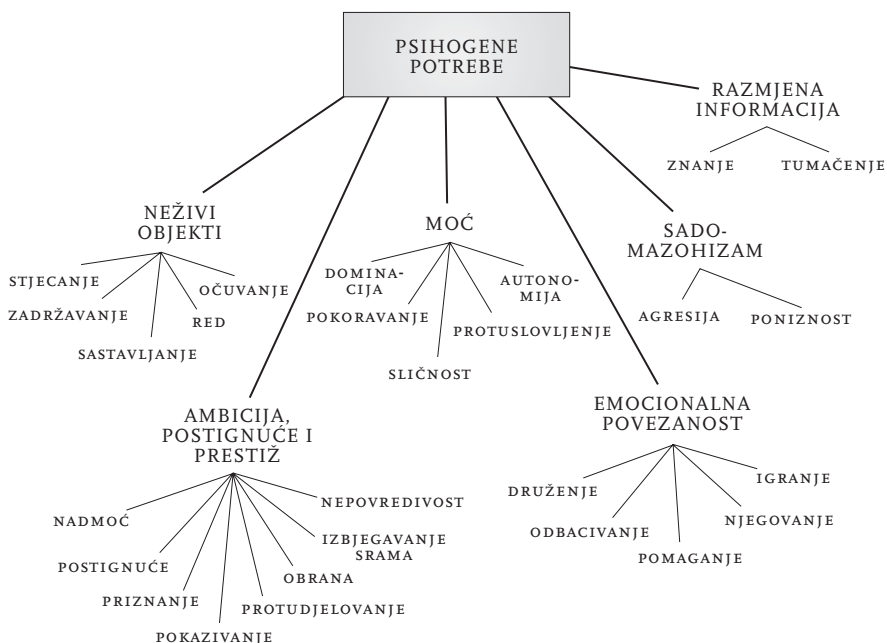 PSIHOGENE
POTREBE
RAZMJENA
INFORMACIJA
ZNANJE
TUMAČENJE
NEŽIVI
OBJEKTI
STJECANJE
ZADRŽAVANJE
SASTAVLJANJE
RED
OČUVANJE
MOĆ
DOMINA-
CIJA
POKORAVANJE
SLIČNOST
PROTUSLOVLJENJE
AUTONO-
MIJA
SADO-
MAZOHIZAM
AGRESIJA
PONIZNOST
AMBICIJA,
POSTIGNUĆE I
PRESTIŽ
NADMOĆ
POSTIGNUĆE
PRIZNANJE
POKAZIVANJE
PROTUDJELOVANJE
OBRANA
IZBJEGAVANJE
SRAMA
NEPOVREDIVOST
EMOCIONALNA
POVEZANOST
DRUŽENJE
ODBACIVANJE
POMAGANJE
NJEGOVANJE
IGRANJE